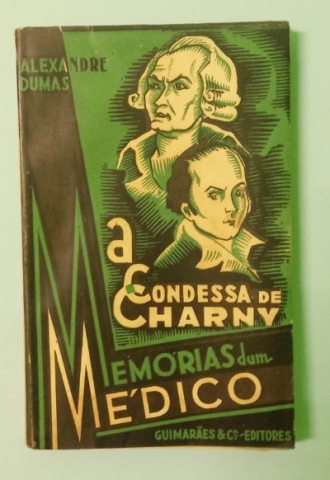 ALEXANDRE
DUMAS
a
CONDESSA DE
CHARNY
MEMÓRIAS dum
MÉDICO
GUIMARÃES & Cª-EDITORES